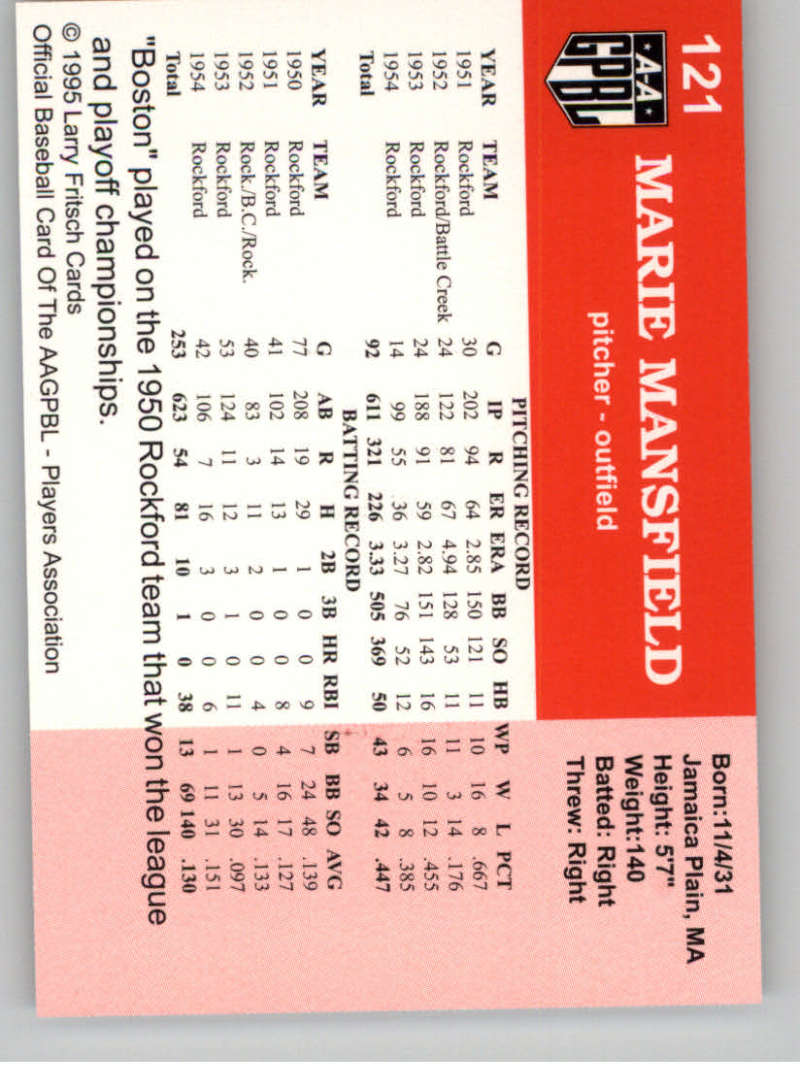 121
A-A
GPBL
MARIE MANSFIELD
pitcher - outfield
Born:11/4/31
Jamaica Plain, MA
Height: 5'7"
Weight:140
Batted: Right
Threw: Right
PITCHING RECORD
YEAR TEAM G IP R ER ERA BB SO HB WP W L PCT
1951 Rockford 30 202 94 64 2.85 150 121 11 10 16 8 .667
1952 Rockford/Battle Creek 24 122 81 67 4.94 128 53 11 11 3 14 .176
1953 Rockford 24 188 91 59 2.82 151 143 16 16 10 12 .455
1954 Rockford 14 99 55 36 3.27 76 52 12 6 5 8 .385
Total 92 611 321 226 3.33 505 369 50 43 34 42 .447
BATTING RECORD
YEAR TEAM G AB R H 2B 3B HR RBI SB BB SO AVG
1950 Rockford 77 208 19 29 1 0 0 9 7 24 48 .139
1951 Rockford 41 102 14 13 1 0 0 8 4 16 17 .127
1952 Rock./B.C./Rock. 40 83 3 11 2 0 0 4 0 5 14 .133
1953 Rockford 53 124 11 12 3 1 0 11 1 13 30 .097
1954 Rockford 42 106 7 16 3 0 0 6 1 11 31 .151
Total 253 623 54 81 10 1 0 38 13 69 140 .130
"Boston" played on the 1950 Rockford team that won the league
and playoff championships.
© 1995 Larry Fritsch Cards
Official Baseball Card Of The AAGPBL - Players Association